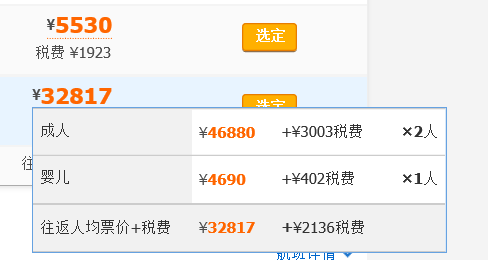 ¥5530
税费 ¥1923
选定
¥32817
选定
成人 ¥46880 +¥3003税费 ×2人
婴儿 ¥4690 +¥402税费 ×1人
往返人均票价+税费 ¥32817 +¥2136税费
往
航班详情